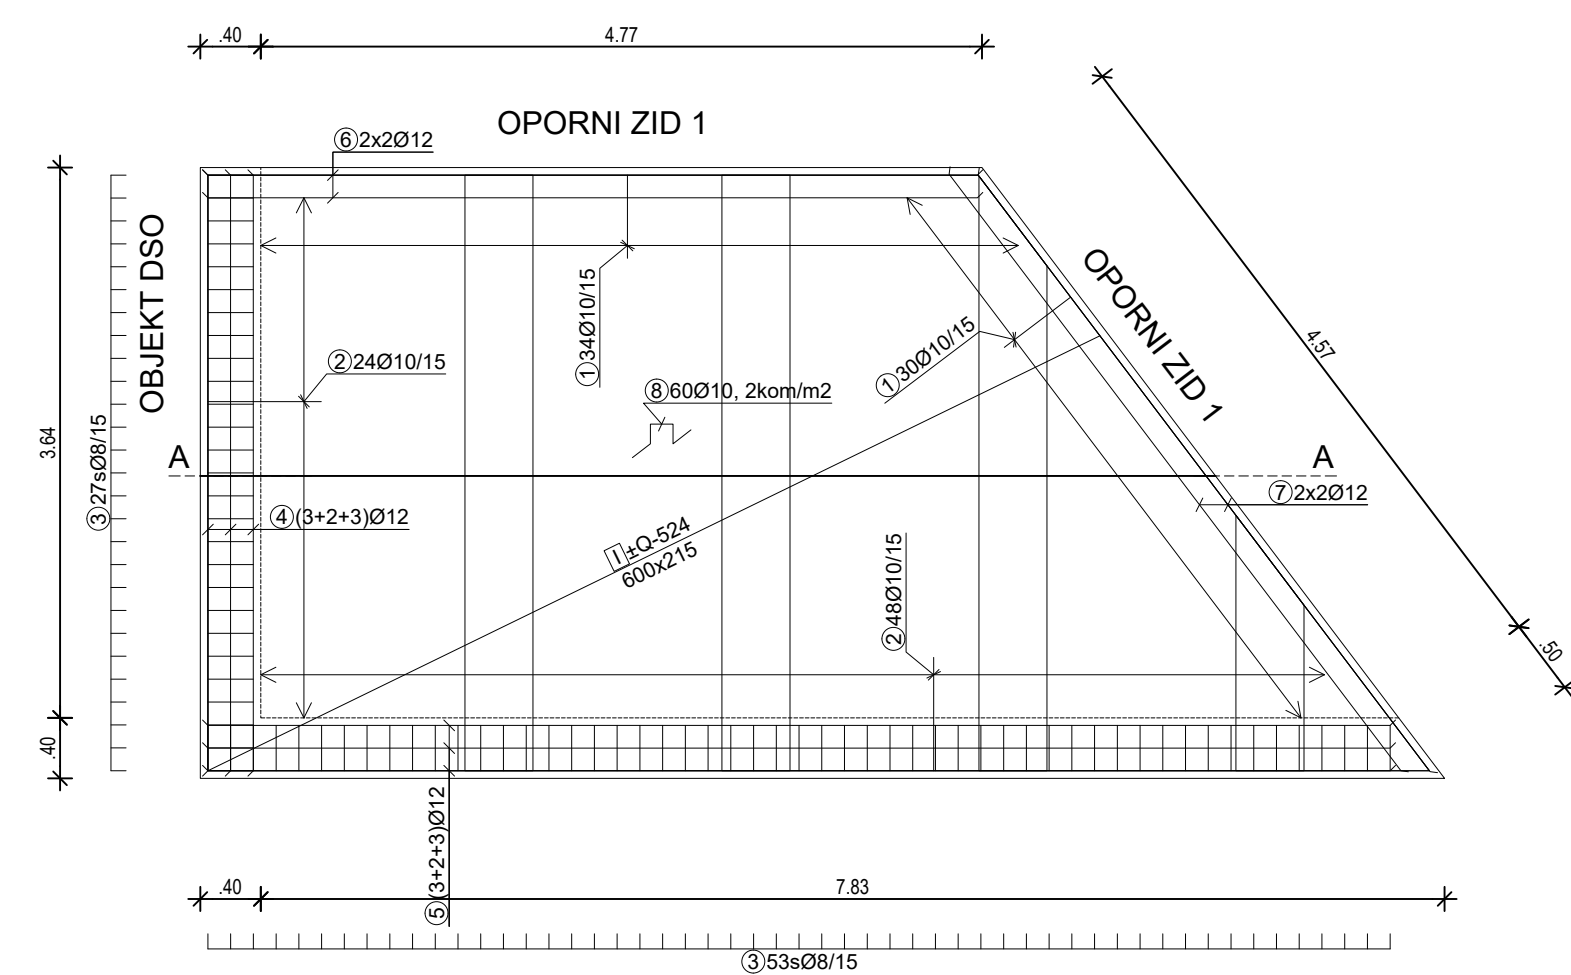 .40
4.77
OPORNI ZID 1
⑥2x2Ø12
OBJEKT DSO
①34Ø10/15
OPORNI ZID 1
4.57
①30Ø10/15
②24Ø10/15
⑧60Ø10, 2kom/m2
3.64
③27sØ8/15
A
A
⑦2x2Ø12
④(3+2+3)Ø12
I ±Q-524
600x215
②48Ø10/15
.50
.40
⑤(3+2+3)Ø12
.40
7.83
③53sØ8/15